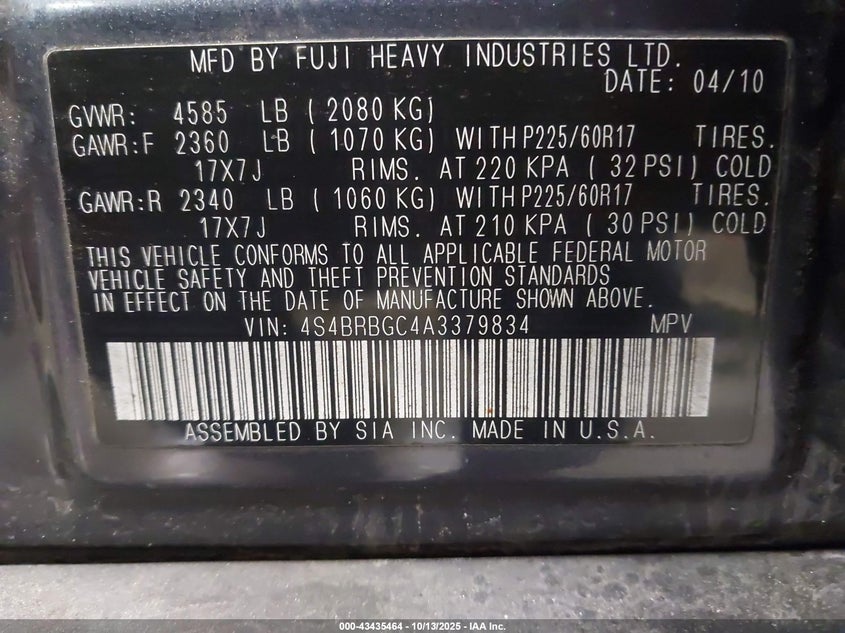 MFD BY FUJI HEAVY INDUSTRIES LTD.
DATE: 04/10
GVWR: 4585 LB ( 2080 KG)
GAWR:F 2360 LB ( 1070 KG) WITH P225/60R17 TIRES.
17X7J RIMS. AT 220 KPA ( 32 PSI) COLD
GAWR:R 2340 LB ( 1060 KG) WITH P225/60R17 TIRES.
17X7J RIMS. AT 210 KPA ( 30 PSI) COLD
THIS VEHICLE CONFORMS TO ALL APPLICABLE FEDERAL MOTOR
VEHICLE SAFETY AND THEFT PREVENTION STANDARDS
IN EFFECT ON THE DATE OF MANUFACTURE SHOWN ABOVE.
VIN: 4S4BRBGC4A3379834 MPV
ASSEMBLED BY SIA INC. MADE IN U.S.A.
000-43435464 - 10/13/2025 - IAA Inc.